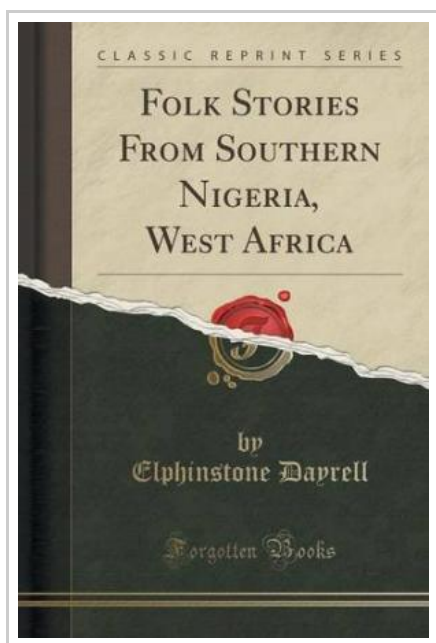 CLASSIC REPRINT SERIES
FOLK STORIES
FROM SOUTHERN
NIGERIA,
WEST AFRICA
by
Elphinstone Dayrell
Forgotten Books